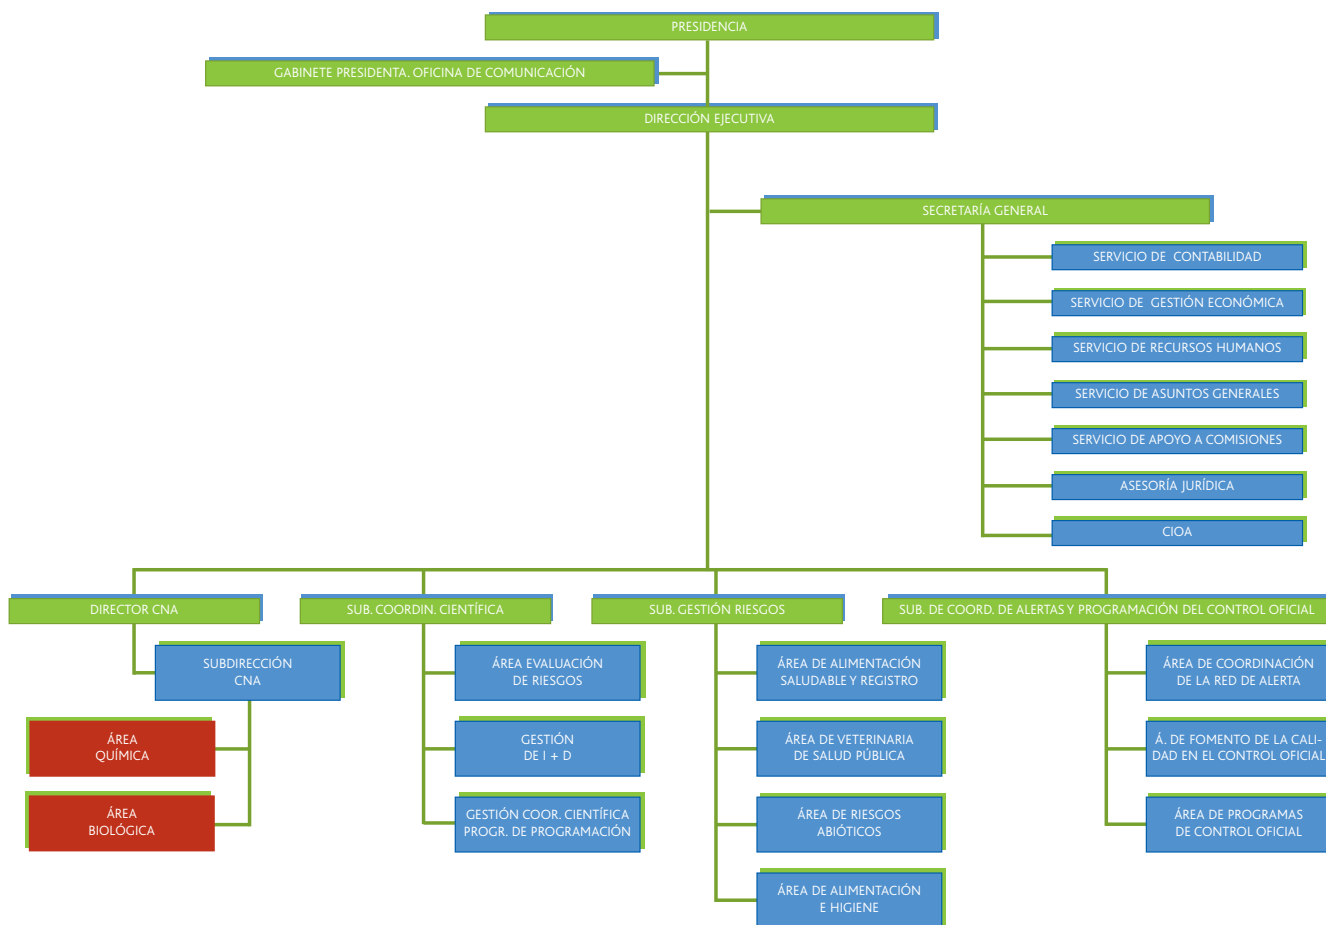 PRESIDENCIA
GABINETE PRESIDENTA. OFICINA DE COMUNICACIÓN
DIRECCIÓN EJECUTIVA
SECRETARÍA GENERAL
SERVICIO DE CONTABILIDAD
SERVICIO DE GESTIÓN ECONÓMICA
SERVICIO DE RECURSOS HUMANOS
SERVICIO DE ASUNTOS GENERALES
SERVICIO DE APOYO A COMISIONES
ASESORÍA JURÍDICA
CIOA
DIRECTOR CNA
SUBDIRECCIÓN
CNA
ÁREA
QUÍMICA
ÁREA
BIOLÓGICA
SUB. COORDIN. CIENTÍFICA
ÁREA EVALUACIÓN
DE RIESGOS
GESTIÓN
DE I + D
GESTIÓN COOR. CIENTÍFICA
PROGR. DE PROGRAMACIÓN
SUB. GESTIÓN RIESGOS
ÁREA DE ALIMENTACIÓN
SALUDABLE Y REGISTRO
ÁREA DE VETERINARIA
DE SALUD PÚBLICA
ÁREA DE RIESGOS
ABIÓTICOS
ÁREA DE ALIMENTACIÓN
E HIGIENE
SUB. DE COORD. DE ALERTAS Y PROGRAMACIÓN DEL CONTROL OFICIAL
ÁREA DE COORDINACIÓN
DE LA RED DE ALERTA
Á. DE FOMENTO DE LA CALI-
DAD EN EL CONTROL OFICIAL
ÁREA DE PROGRAMAS
DE CONTROL OFICIAL